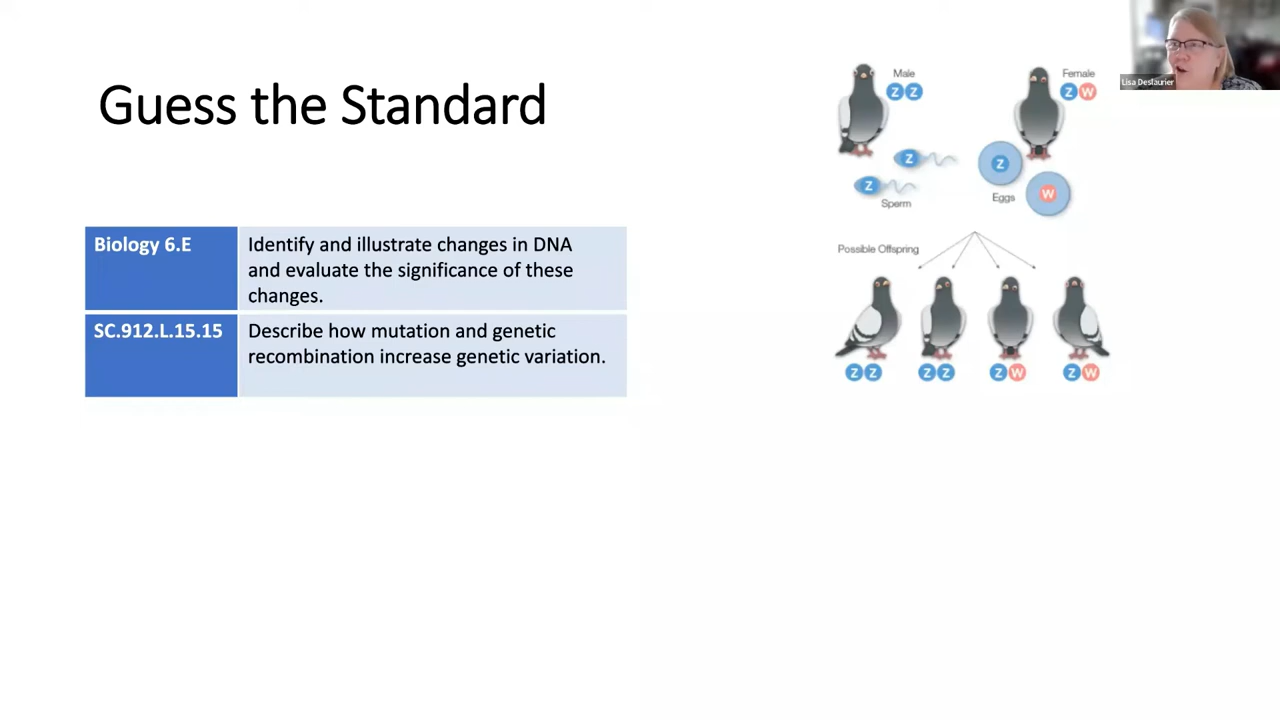 Guess the Standard
Biology 6.E
Identify and illustrate changes in DNA
and evaluate the significance of these
changes.
SC.912.L.15.15
Describe how mutation and genetic
recombination increase genetic variation.
Male
Z Z
Female
Z W
Z
Z
Sperm
Z
W
Eggs
Possible Offspring
Z Z
Z Z
Z W
Z W
Lisa Deslaurier